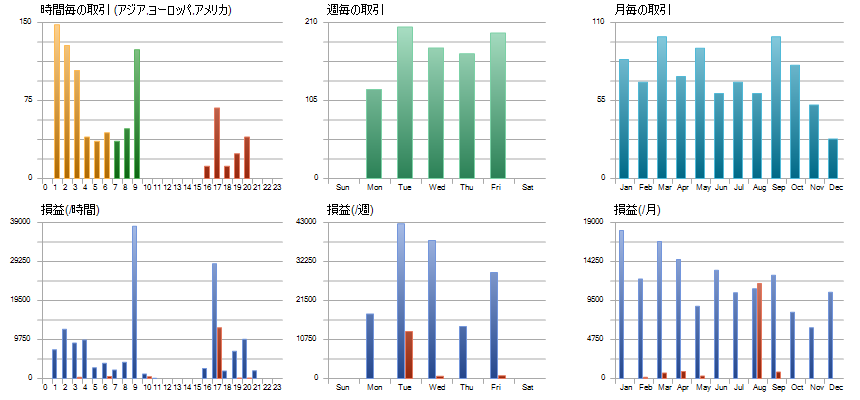 時間毎の取引 (アジア,ヨーロッパ,アメリカ)
150
75
0
0 1 2 3 4 5 6 7 8 9 10 11 12 13 14 15 16 17 18 19 20 21 22 23
週毎の取引
210
105
0
Sun Mon Tue Wed Thu Fri Sat
月毎の取引
110
55
0
Jan Feb Mar Apr May Jun Jul Aug Sep Oct Nov Dec
損益(/時間)
39000
29250
19500
9750
0
0 1 2 3 4 5 6 7 8 9 10 11 12 13 14 15 16 17 18 19 20 21 22 23
損益(/週)
43000
32250
21500
10750
0
Sun Mon Tue Wed Thu Fri Sat
損益(/月)
19000
14250
9500
4750
0
Jan Feb Mar Apr May Jun Jul Aug Sep Oct Nov Dec